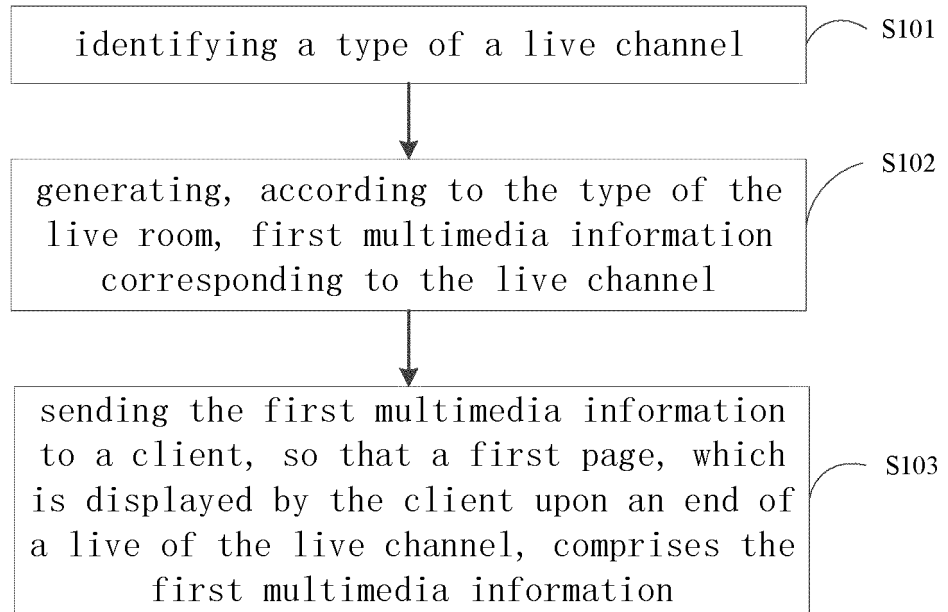 identifying a type of a live channel
S101
generating, according to the type of the
live room, first multimedia information
corresponding to the live channel
S102
sending the first multimedia information
to a client, so that a first page, which
is displayed by the client upon an end of
a live of the live channel, comprises the
first multimedia information
S103